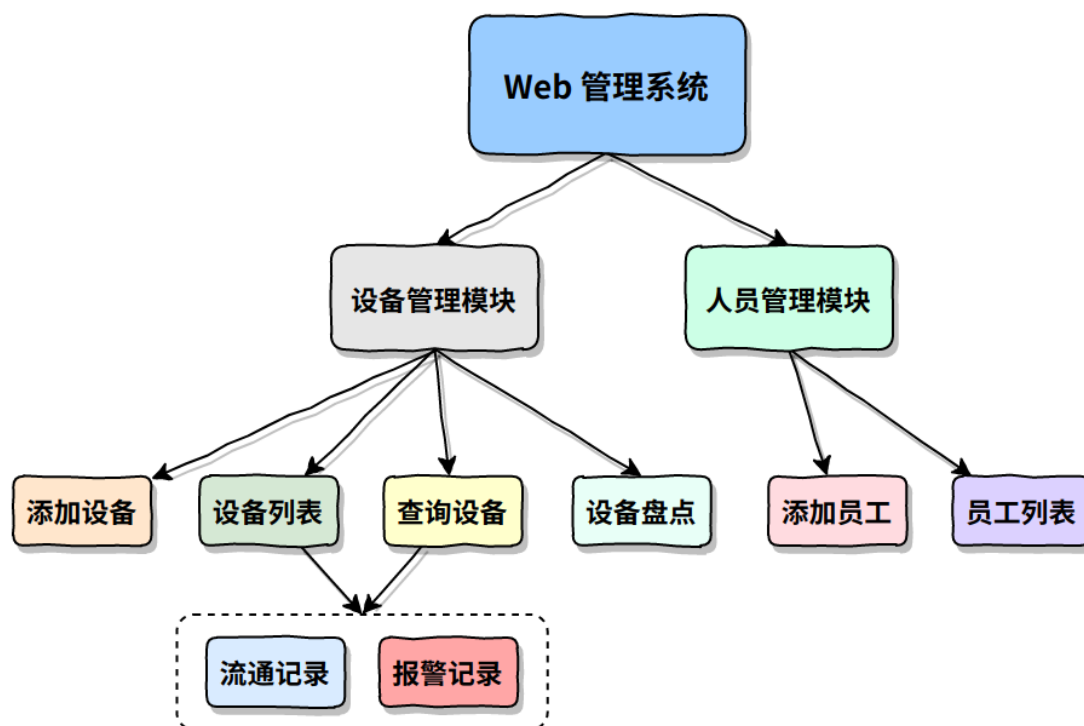 Web 管理系统
设备管理模块
人员管理模块
添加设备
设备列表
查询设备
设备盘点
添加员工
员工列表
流通记录
报警记录